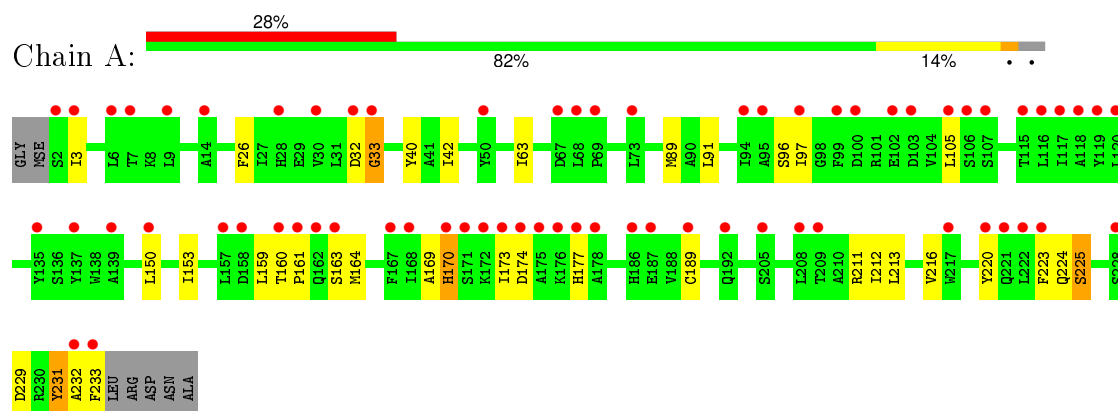 28%
Chain A:
82% 14% • •
GLY MSE S2 I3 L6 T7 K8 I9 A14 F26 I27 H28 E29 V30 L31 D32 G33 Y40 A41 I42 Y50 I63 D67 L68 P69 L73 M89 A90 L91 I94 A95 S96 I97 G98 F99 D100 R101 E102 D103 V104 L105 S106 S107 T115 L116 I117 A118 Y119 L120
Y135 S136 Y137 W138 A139 L150 I153 L157 D158 L159 T160 P161 Q162 S163 M164 F167 I168 A169 H170 S171 K172 I173 D174 A175 K176 H177 A178 H186 E187 V188 C189 Q192 S205 L208 T209 A210 R211 I212 L213 V216 W217 Y220 Q221 L222 F223 Q224 S225 S228
D229 R230 Y231 A232 F233 LEU ARG ASP ASN ALA